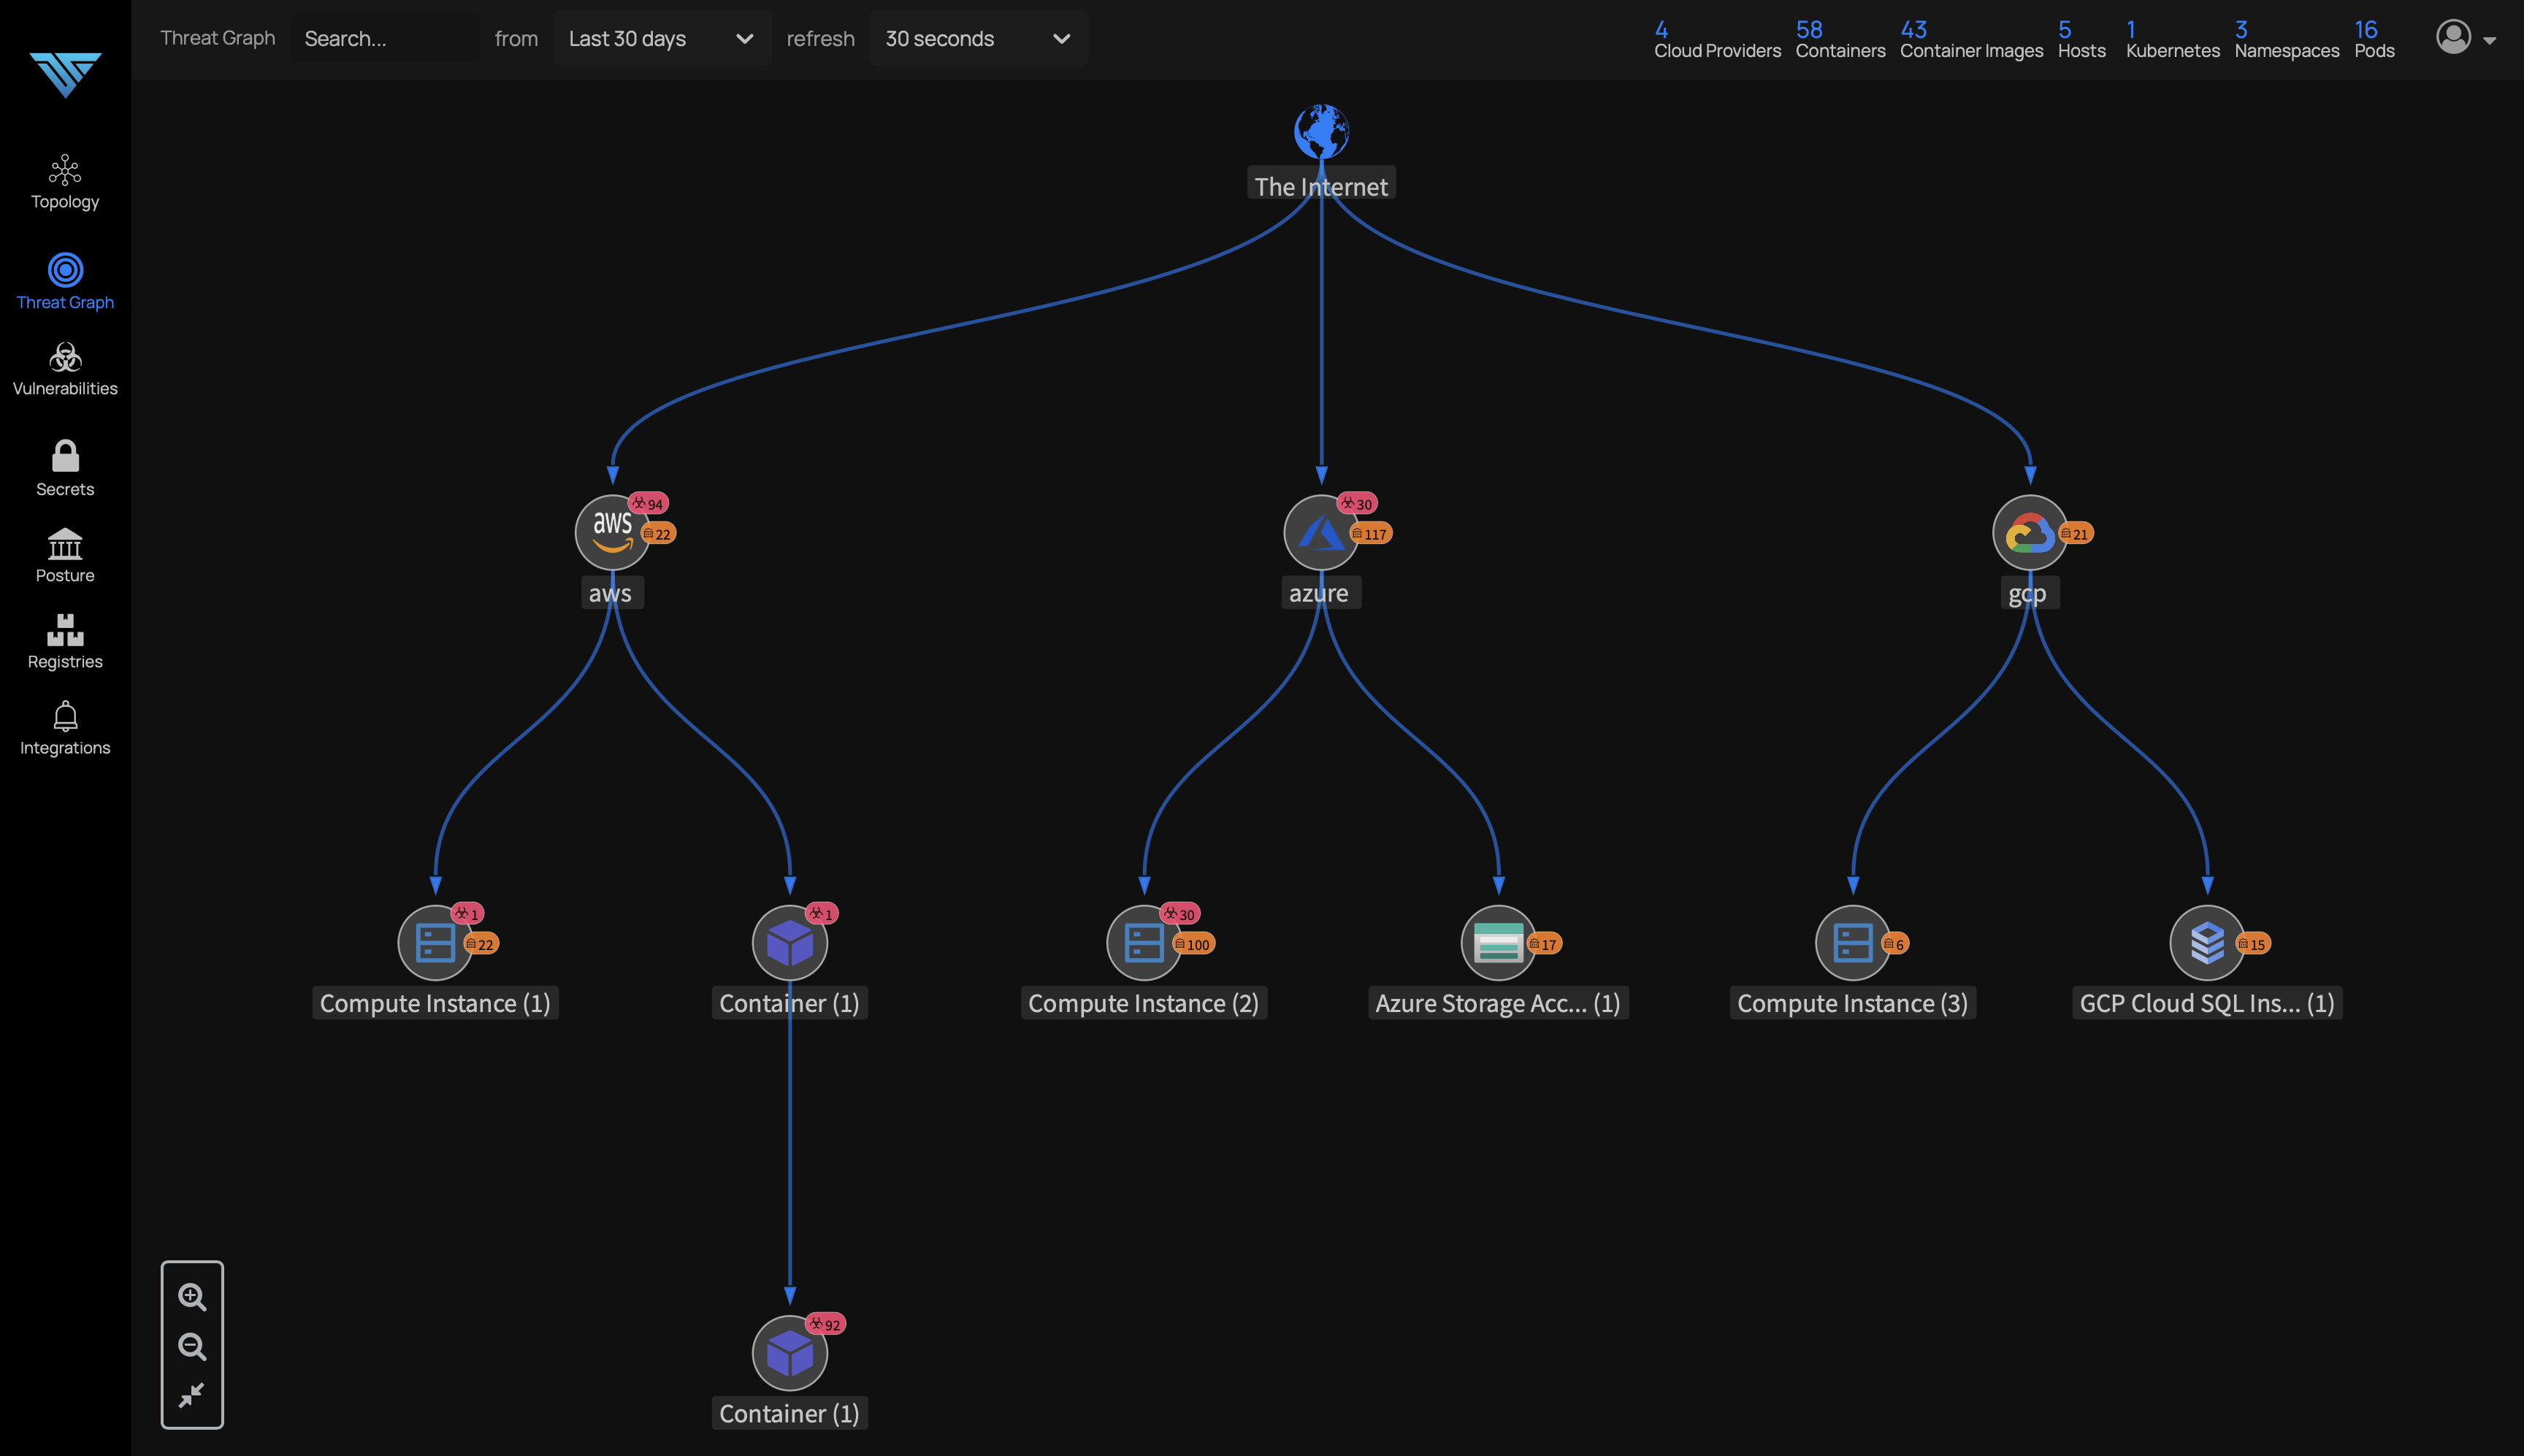 Threat Graph
Search...
from
Last 30 days
refresh
30 seconds
4
Cloud Providers
58
Containers
43
Container Images
5
Hosts
1
Kubernetes
3
Namespaces
16
Pods
Topology
Threat Graph
Vulnerabilities
Secrets
Posture
Registries
Integrations
The Internet
94
aws
22
aws
30
117
azure
21
gcp
1
22
Compute Instance (1)
1
Container (1)
30
100
Compute Instance (2)
17
Azure Storage Acc... (1)
6
Compute Instance (3)
15
GCP Cloud SQL Ins... (1)
92
Container (1)